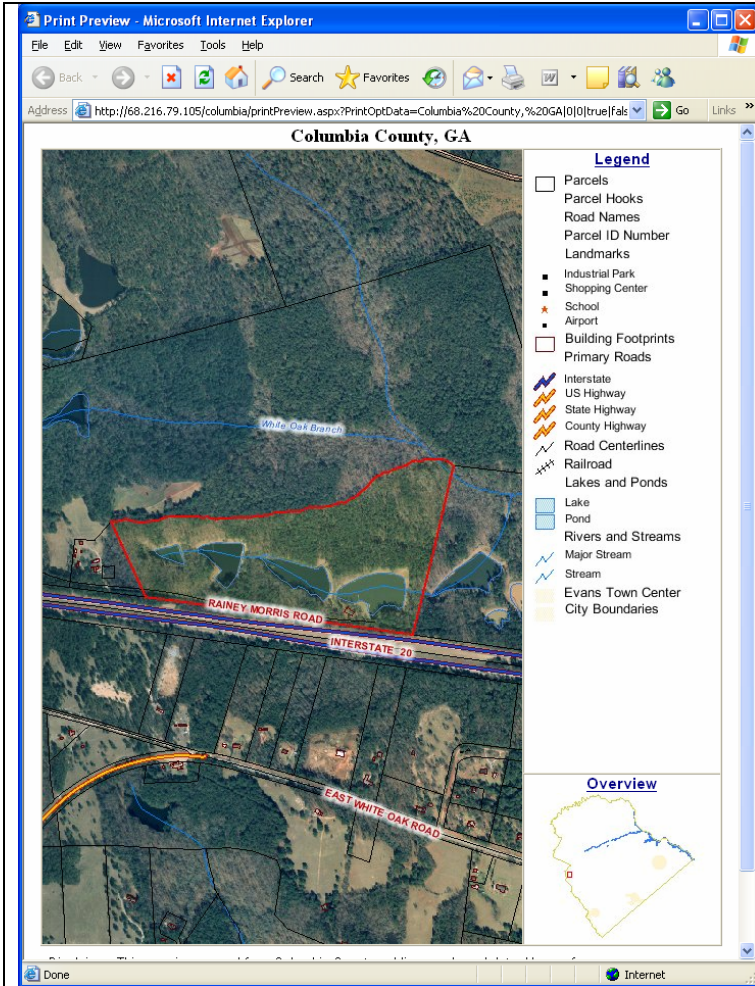 Print Preview - Microsoft Internet Explorer
File Edit View Favorites Tools Help
Back Search Favorites
Address http://68.216.79.105/columbia/printPreview.aspx?PrintOptData=Columbia%20County,%20GA|0|0|true|fals Go Links »
Columbia County, GA
Legend
Parcels
Parcel Hooks
Road Names
Parcel ID Number
Landmarks
Industrial Park
Shopping Center
School
Airport
Building Footprints
Primary Roads
Interstate
US Highway
State Highway
County Highway
Road Centerlines
Railroad
Lakes and Ponds
Lake
Pond
Rivers and Streams
Major Stream
Stream
Evans Town Center
City Boundaries
White Oak Branch
RAINEY MORRIS ROAD
INTERSTATE 20
EAST WHITE OAK ROAD
Overview
Done Internet